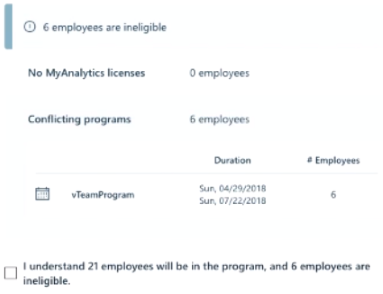 6 employees are ineligible
No MyAnalytics licenses 0 employees
Conflicting programs 6 employees
Duration # Employees
Sun, 04/29/2018
vTeamProgram 6
Sun, 07/22/2018
I understand 21 employees will be in the program, and 6 employees are
ineligible.